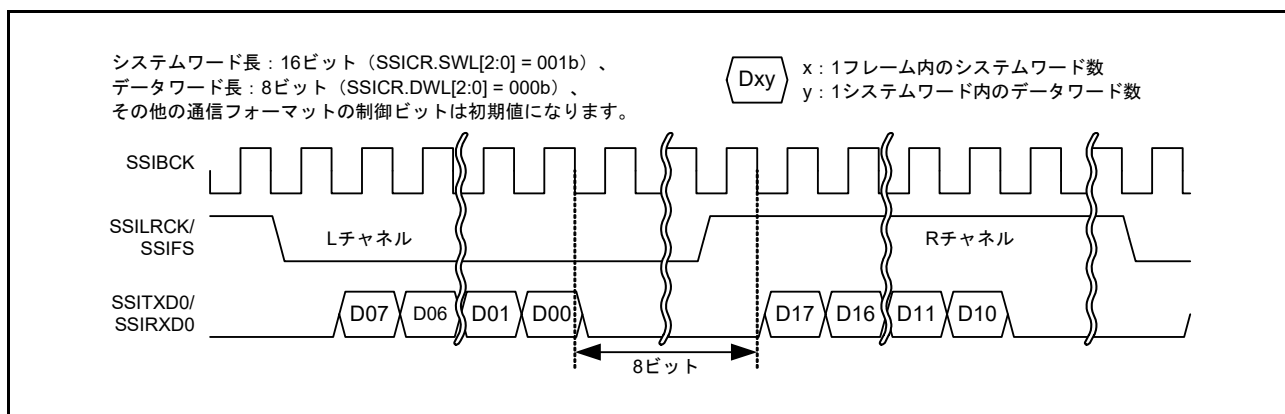 システムワード長：16ビット（SSICR.SWL[2:0] = 001b）、
データワード長：8ビット（SSICR.DWL[2:0] = 000b）、
その他の通信フォーマットの制御ビットは初期値になります。
Dxy
x：1フレーム内のシステムワード数
y：1システムワード内のデータワード数
SSIBCK
SSILRCK/
SSIFS
Lチャネル
Rチャネル
SSITXD0/
SSIRXD0
D07 D06 D01 D00 D17 D16 D11 D10
8ビット